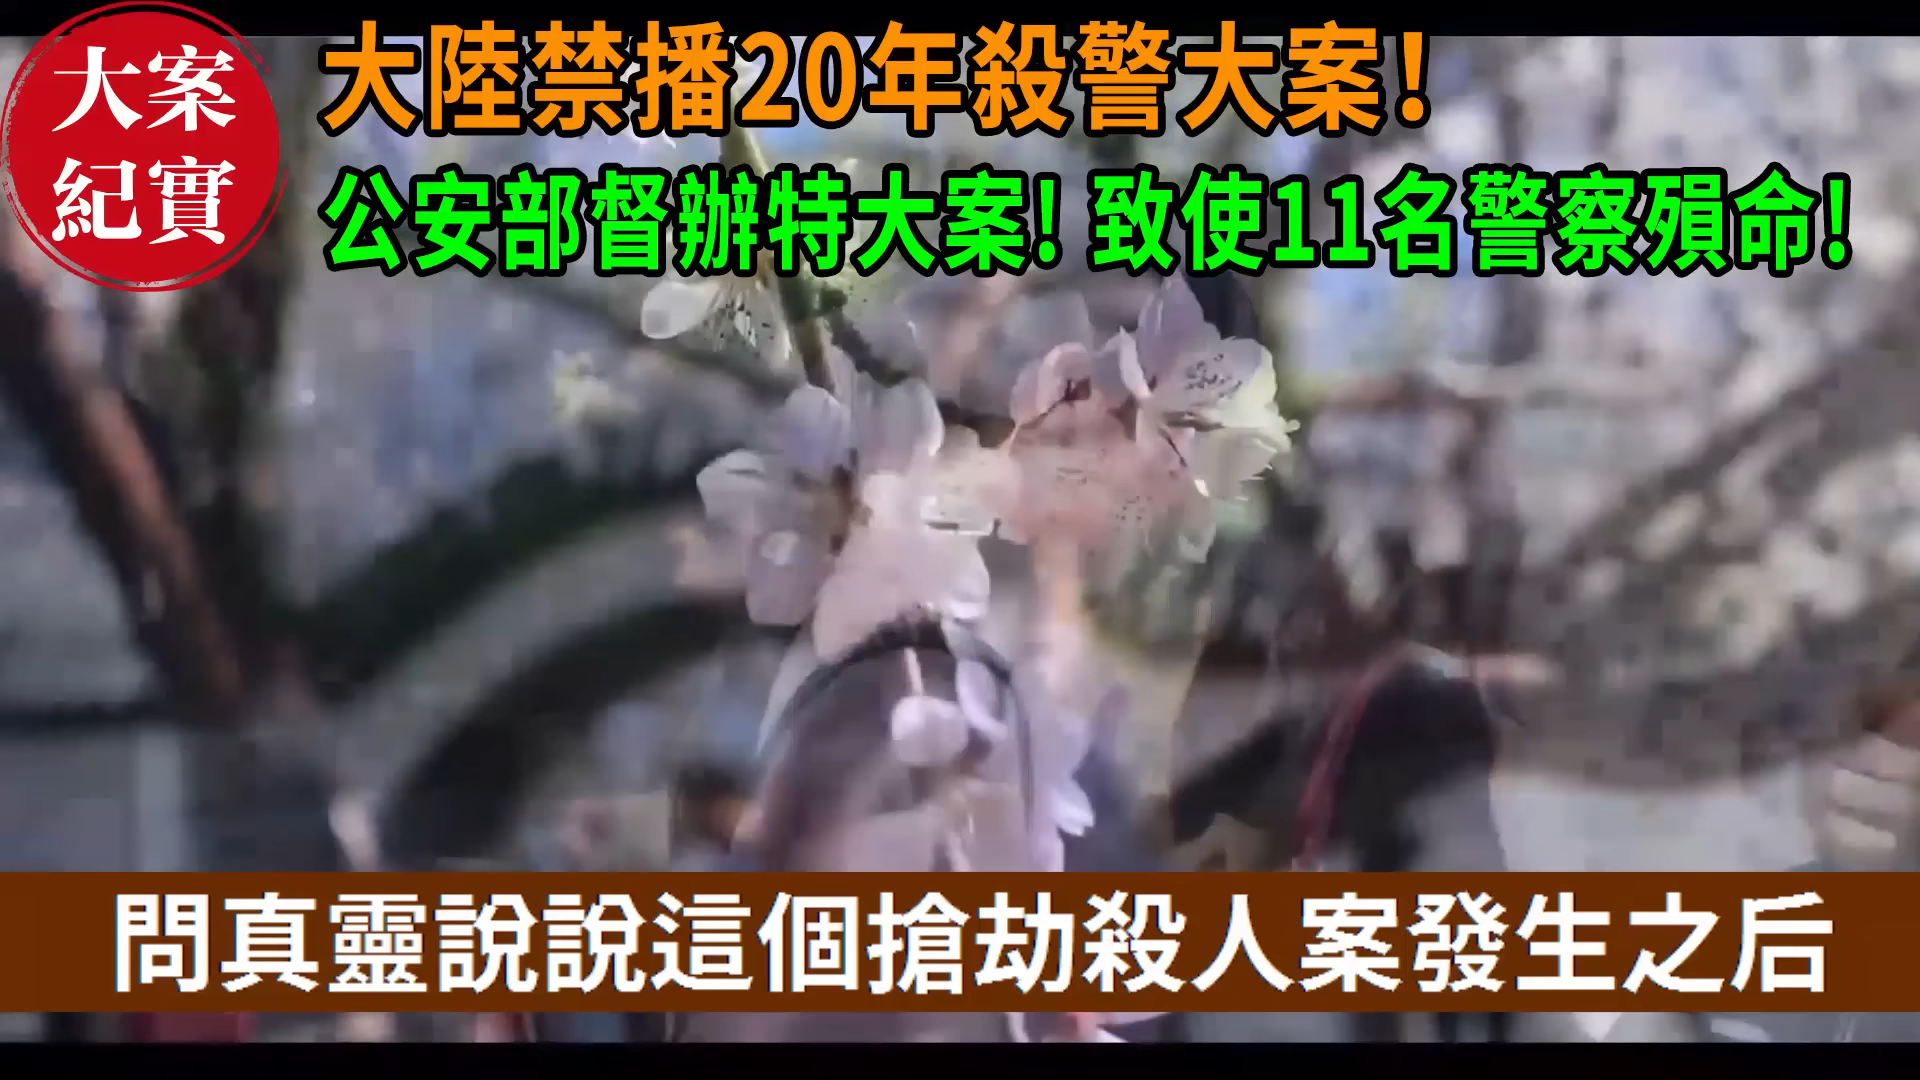 大案
紀實
大陸禁播20年殺警大案！
公安部督辦特大案！致使11名警察殞命！
問真靈說說這個搶劫殺人案發生之后